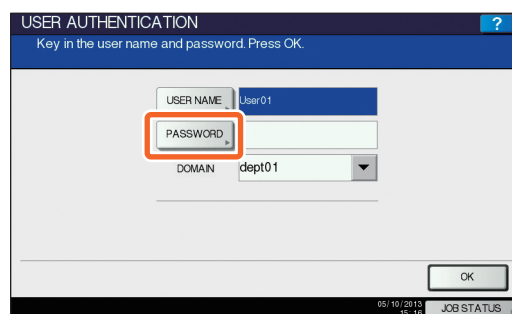 USER AUTHENTICATION ?
Key in the user name and password. Press OK.
USER NAME User01
PASSWORD
DOMAIN dept01
OK
05/10/2013
15:16 JOB STATUS